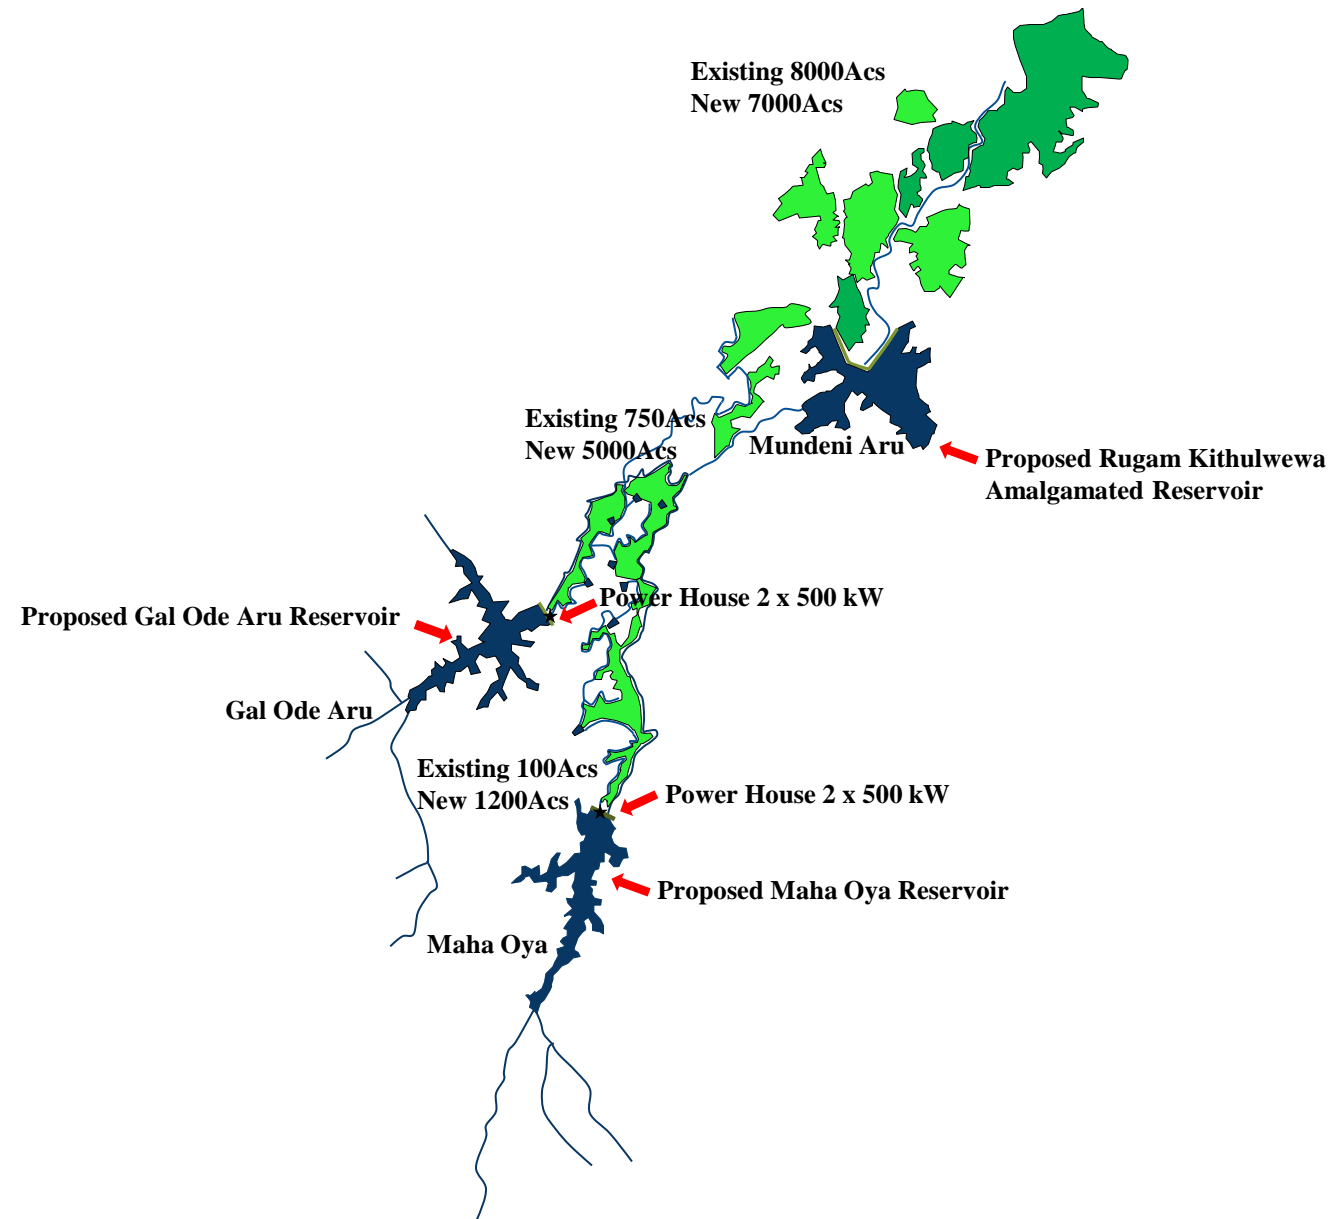 Existing 8000Acs
New 7000Acs
Existing 750Acs
New 5000Acs
Mundeni Aru
Proposed Rugam Kithulwewa
Amalgamated Reservoir
Power House 2 x 500 kW
Proposed Gal Ode Aru Reservoir
Gal Ode Aru
Existing 100Acs
New 1200Acs
Power House 2 x 500 kW
Proposed Maha Oya Reservoir
Maha Oya